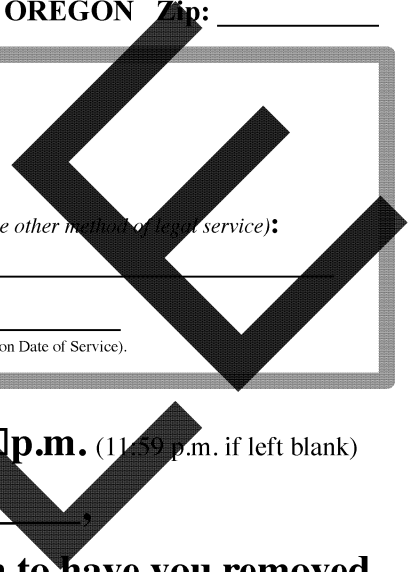 OREGON Zip: ____________
e other method of legal service):
on Date of Service).
p.m. (11:59 p.m. if left blank)
,
to have you removed
E